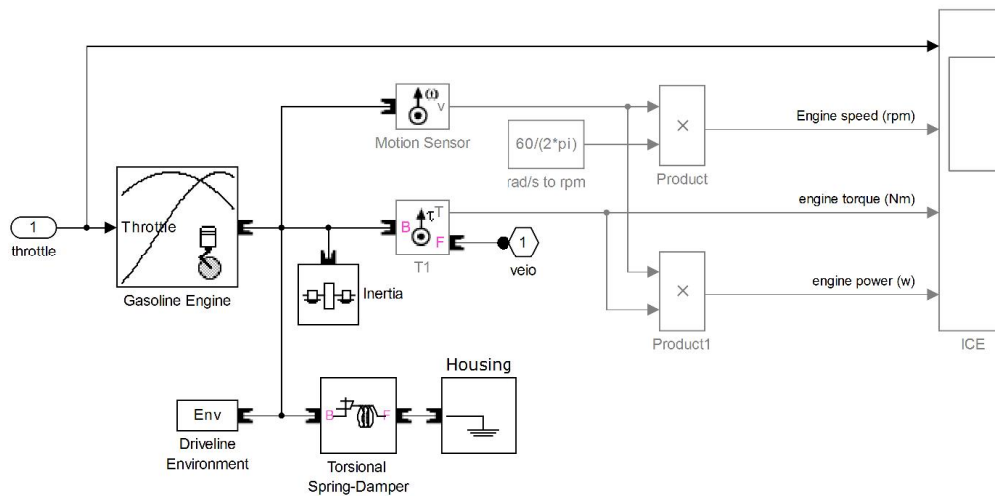 ω
v
Motion Sensor
60/(2*pi)
rad/s to rpm
×
Product
Engine speed (rpm)
1
throttle
Throttle
Gasoline Engine
B
τ
T
F
T1
1
veio
engine torque (Nm)
Inertia
×
Product1
engine power (w)
ICE
Housing
Env
Driveline
Environment
B
F
Torsional
Spring-Damper